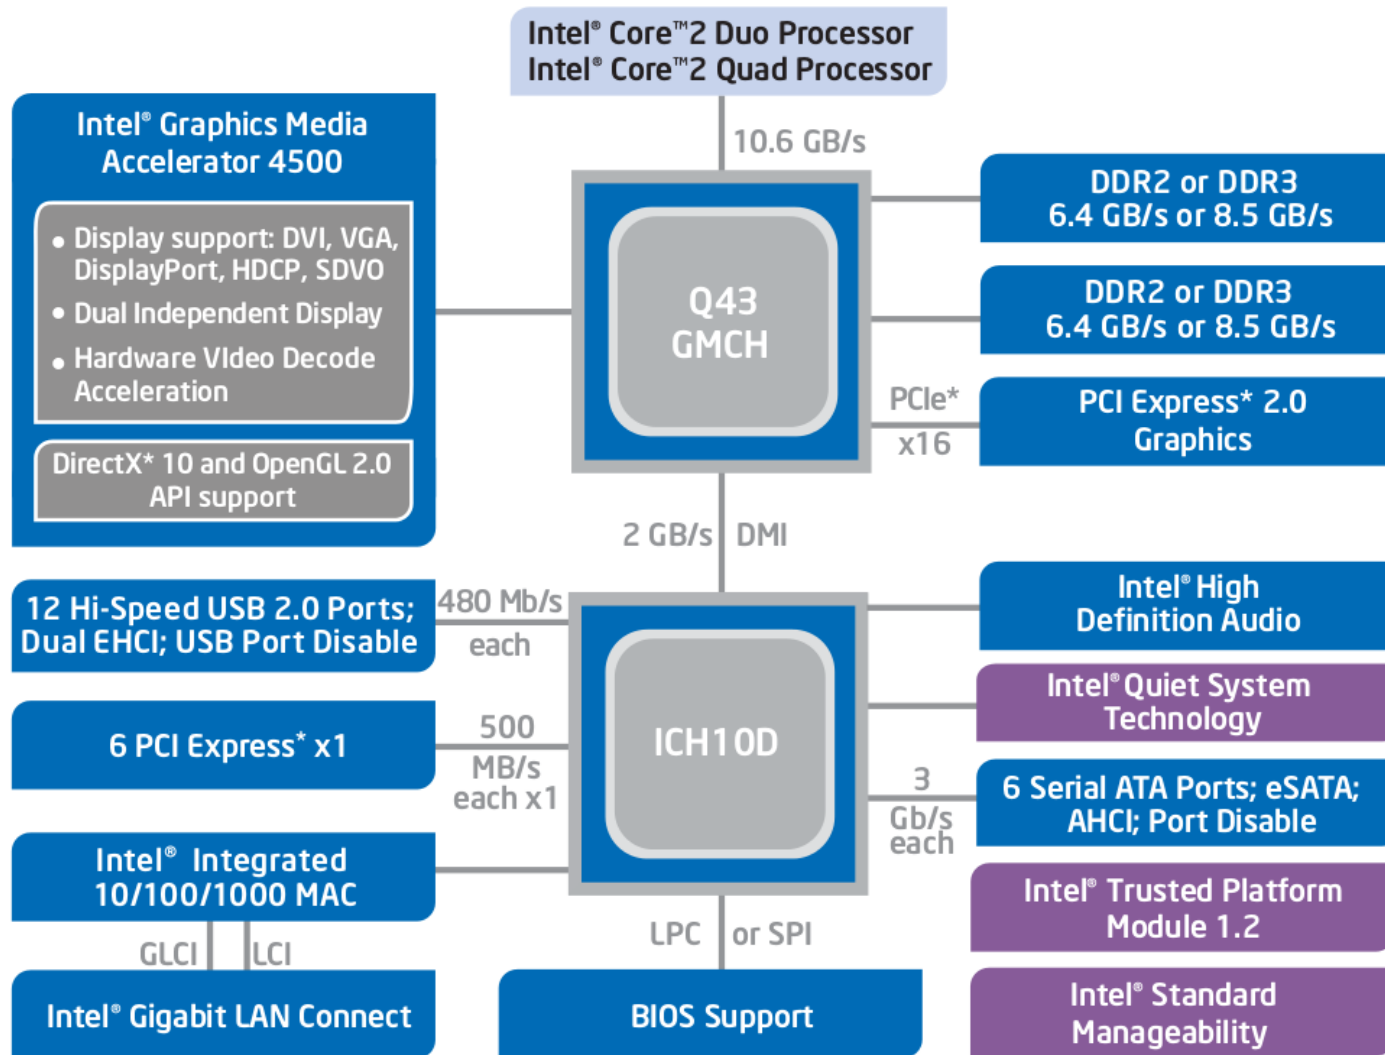 Intel® Core™2 Duo Processor
Intel® Core™2 Quad Processor
10.6 GB/s
Intel® Graphics Media
Accelerator 4500
• Display support: DVI, VGA,
DisplayPort, HDCP, SDVO
• Dual Independent Display
• Hardware VIdeo Decode
Acceleration
DirectX* 10 and OpenGL 2.0
API support
Q43
GMCH
DDR2 or DDR3
6.4 GB/s or 8.5 GB/s
DDR2 or DDR3
6.4 GB/s or 8.5 GB/s
PCIe*
x16
PCI Express* 2.0
Graphics
2 GB/s DMI
12 Hi-Speed USB 2.0 Ports;
Dual EHCI; USB Port Disable
480 Mb/s
each
6 PCI Express* x1
500
MB/s
each x1
Intel® Integrated
10/100/1000 MAC
GLCI LCI
Intel® Gigabit LAN Connect
ICH10D
Intel® High
Definition Audio
Intel® Quiet System
Technology
3
Gb/s
each
6 Serial ATA Ports; eSATA;
AHCI; Port Disable
LPC or SPI
BIOS Support
Intel® Trusted Platform
Module 1.2
Intel® Standard
Manageability